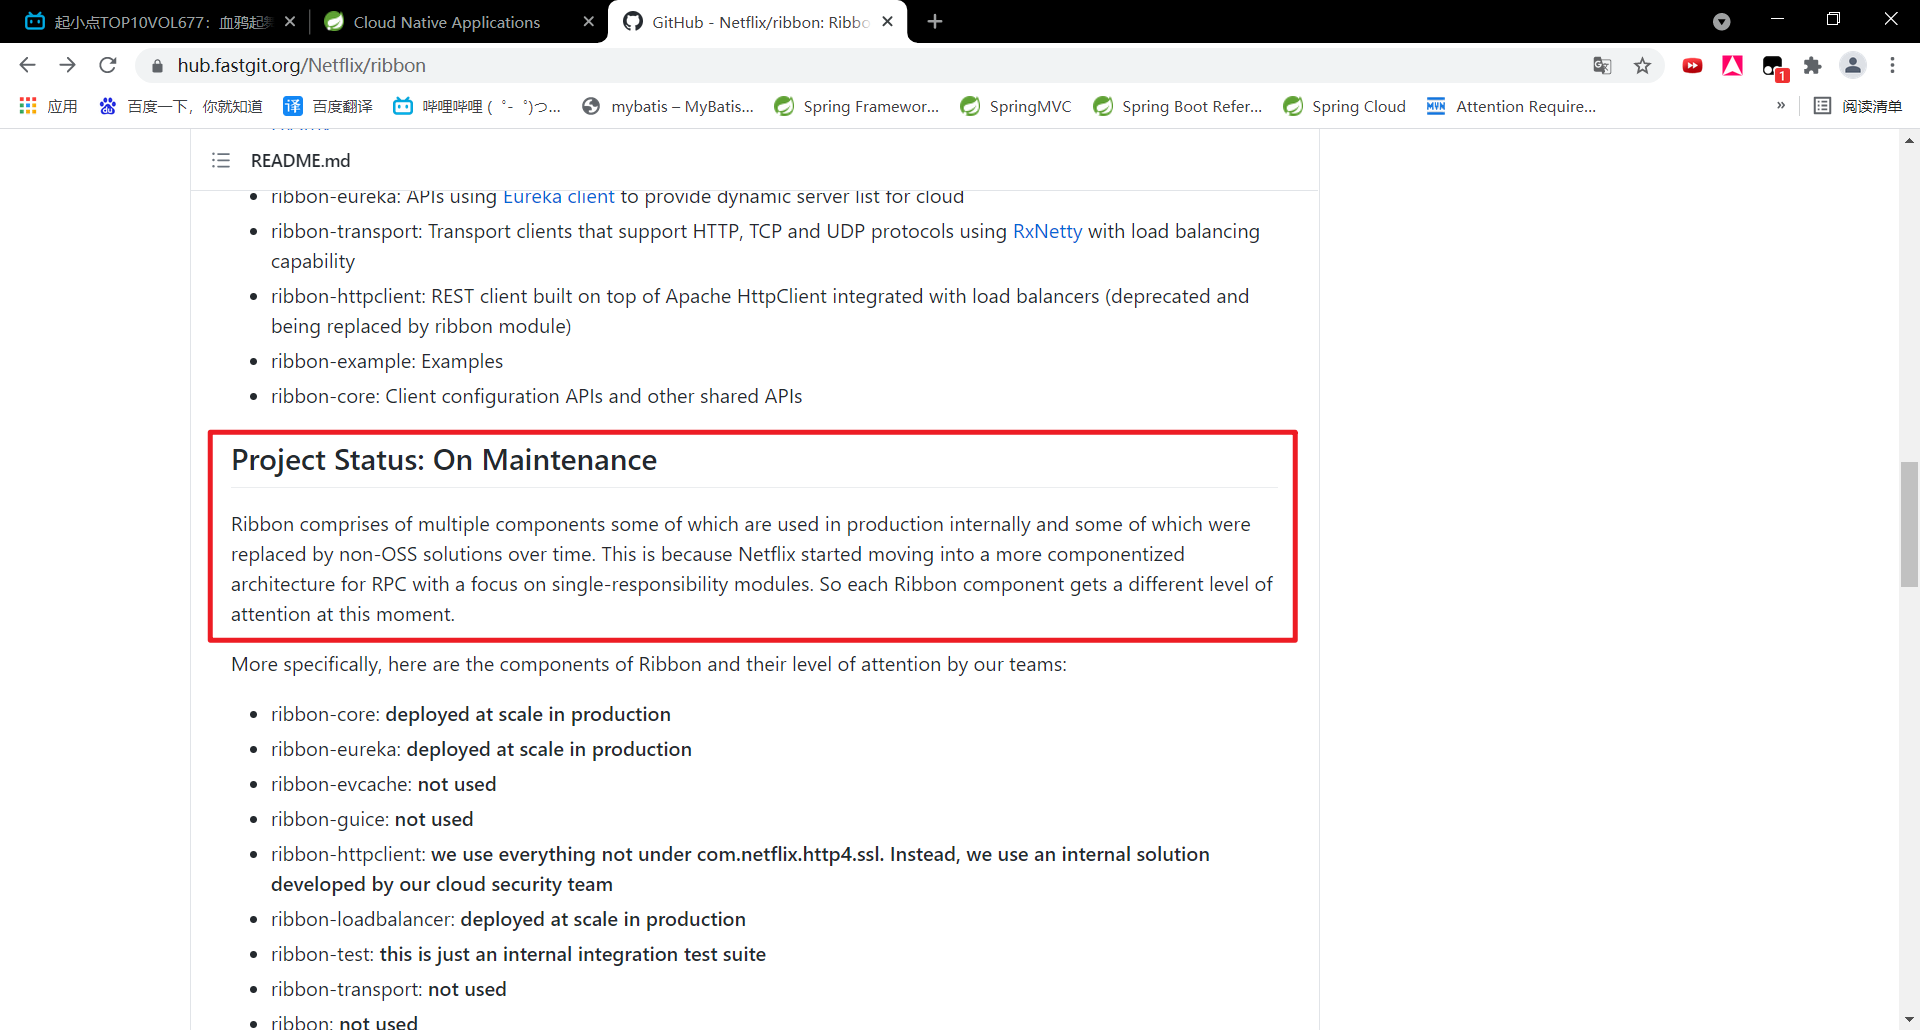 起小点TOP10VOL677：血鸦起
Cloud Native Applications
GitHub - Netflix/ribbon: Ribbo
hub.fastgit.org/Netflix/ribbon
1
应用
百度一下，你就知道
百度翻译
哔哩哔哩 ( ゜- ゜)つ...
mybatis – MyBatis...
Spring Framewor...
SpringMVC
Spring Boot Refer...
Spring Cloud
MVN
Attention Require...
»
阅读清单
README.md
• ribbon-eureka: APIs using Eureka client to provide dynamic server list for cloud
• ribbon-transport: Transport clients that support HTTP, TCP and UDP protocols using RxNetty with load balancing
capability
• ribbon-httpclient: REST client built on top of Apache HttpClient integrated with load balancers (deprecated and
being replaced by ribbon module)
• ribbon-example: Examples
• ribbon-core: Client configuration APIs and other shared APIs
Project Status: On Maintenance
Ribbon comprises of multiple components some of which are used in production internally and some of which were
replaced by non-OSS solutions over time. This is because Netflix started moving into a more componentized
architecture for RPC with a focus on single-responsibility modules. So each Ribbon component gets a different level of
attention at this moment.
More specifically, here are the components of Ribbon and their level of attention by our teams:
• ribbon-core: deployed at scale in production
• ribbon-eureka: deployed at scale in production
• ribbon-evcache: not used
• ribbon-guice: not used
• ribbon-httpclient: we use everything not under com.netflix.http4.ssl. Instead, we use an internal solution
developed by our cloud security team
• ribbon-loadbalancer: deployed at scale in production
• ribbon-test: this is just an internal integration test suite
• ribbon-transport: not used
• ribbon: not used